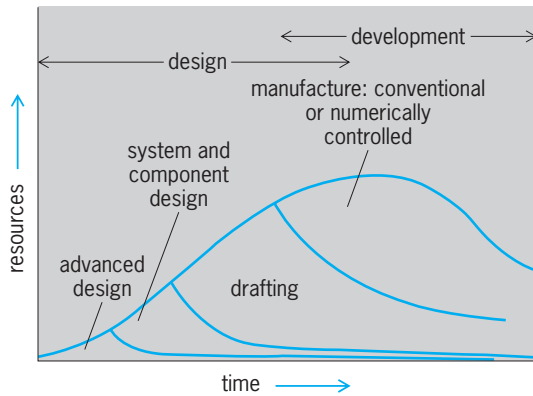 development
design
manufacture: conventional
or numerically
controlled
system and
component
design
advanced
design
drafting
resources
time